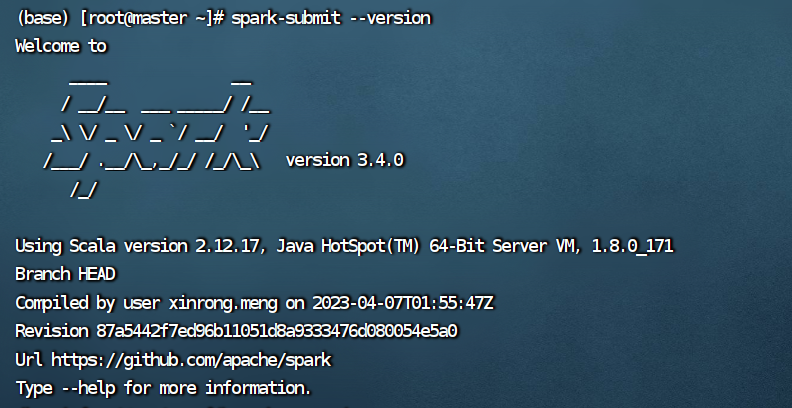 (base) [root@master ~]# spark-submit --version
Welcome to
      ____              __
     / __/__  ___ _____/ /__
    _\ \/ _ \/ _ `/ __/  '_/
   /___/ .__/\_,_/_/ /_/\_\   version 3.4.0
      /_/
Using Scala version 2.12.17, Java HotSpot(TM) 64-Bit Server VM, 1.8.0_171
Branch HEAD
Compiled by user xinrong.meng on 2023-04-07T01:55:47Z
Revision 87a5442f7ed96b11051d8a9333476d080054e5a0
Url https://github.com/apache/spark
Type --help for more information.